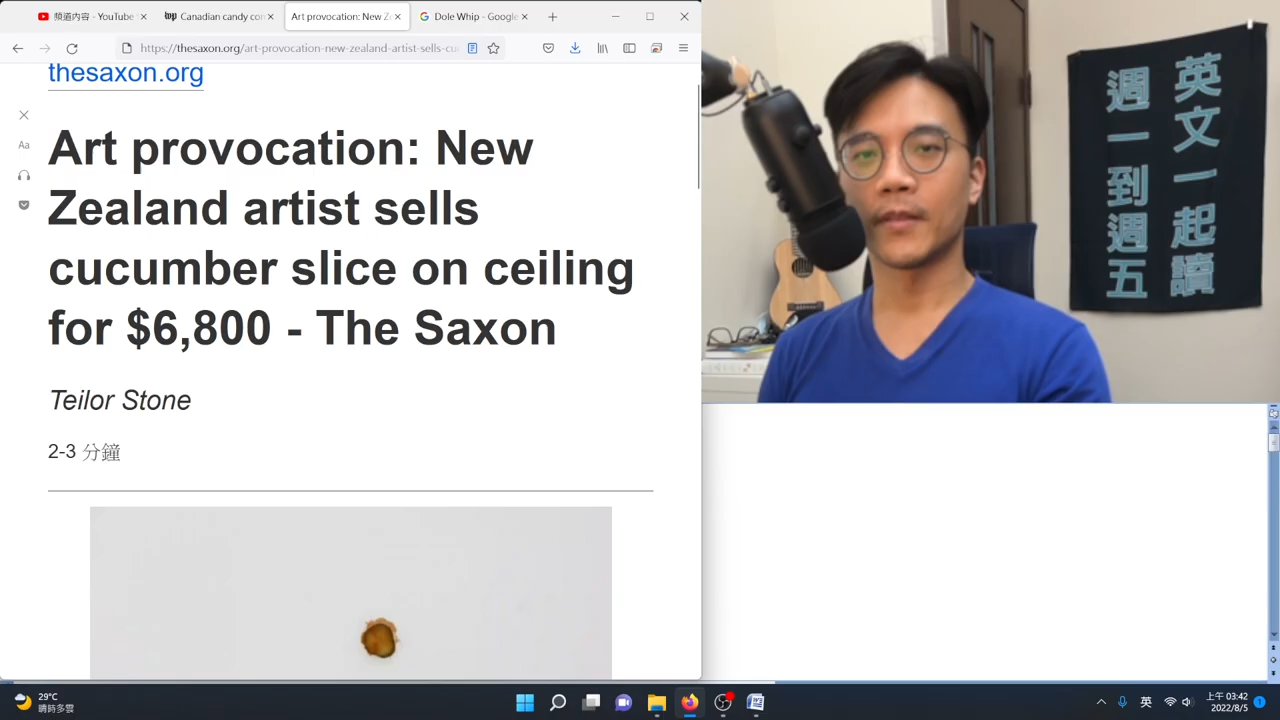 頻道內容 - YouTube
Canadian candy co
Art provocation: New Z
Dole Whip - Google
https://thesaxon.org/art-provocation-new-zealand-artist-sells-cu
thesaxon.org
Aa
Art provocation: New
Zealand artist sells
cucumber slice on ceiling
for $6,800 - The Saxon
Teilor Stone
2-3 分鐘
英文一起讀
週一到週五
29°C
晴時多雲
英
上午 03:42
2022/8/5
1